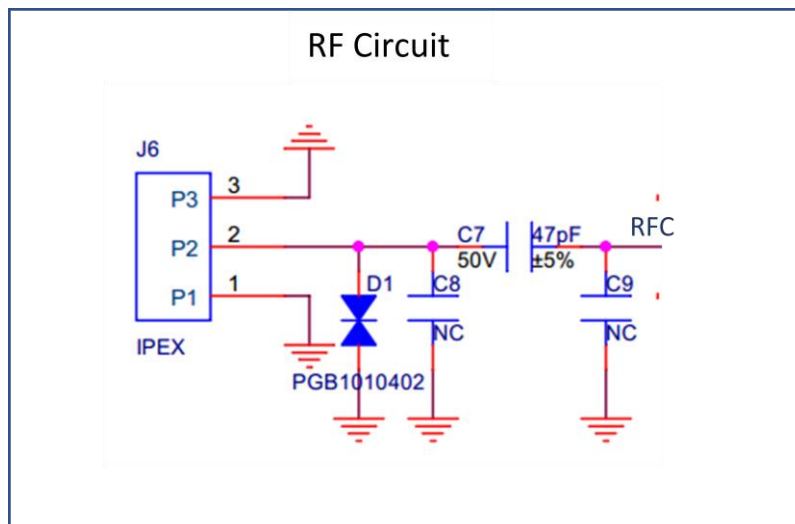 RF Circuit
J6
P3 3
P2 2
P1 1
IPEX
D1
PGB1010402
C8
NC
C7 47pF
50V ±5%
RFC
C9
NC